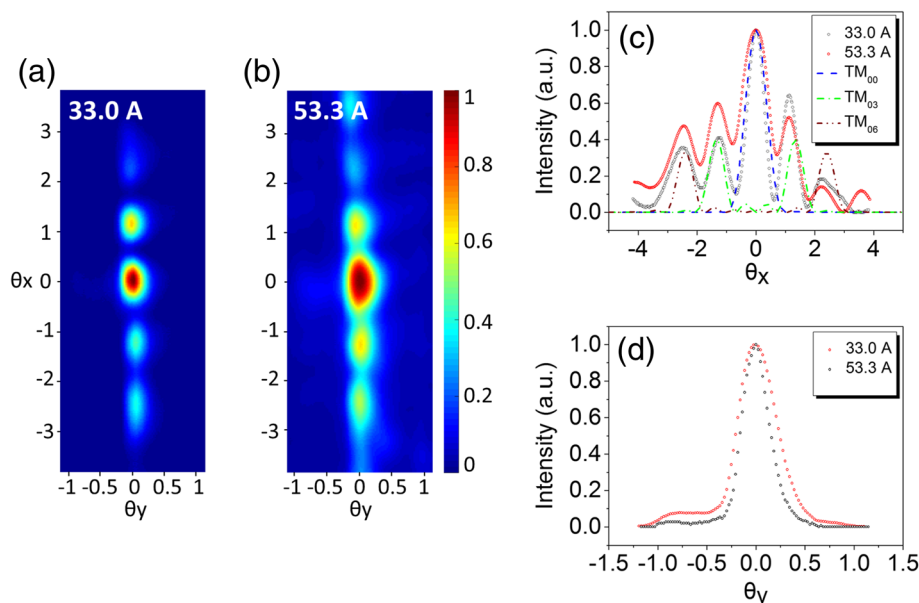 (a)
33.0 A
3
2
1
θx 0
-1
-2
-3
-1 -0.5 0 0.5 1
θy
(b)
53.3 A
3
2
1
0
-1
-2
-3
-1 -0.5 0 0.5 1
θy
1
0.8
0.6
0.4
0.2
0
(c)
Intensity (a.u.)
1.0
0.8
0.6
0.4
0.2
0.0
-4 -2 0 2 4
θx
33.0 A
53.3 A
TM00
TM03
TM06
(d)
Intensity (a.u.)
1.0
0.8
0.6
0.4
0.2
0.0
-1.5 -1.0 -0.5 0.0 0.5 1.0 1.5
θy
33.0 A
53.3 A